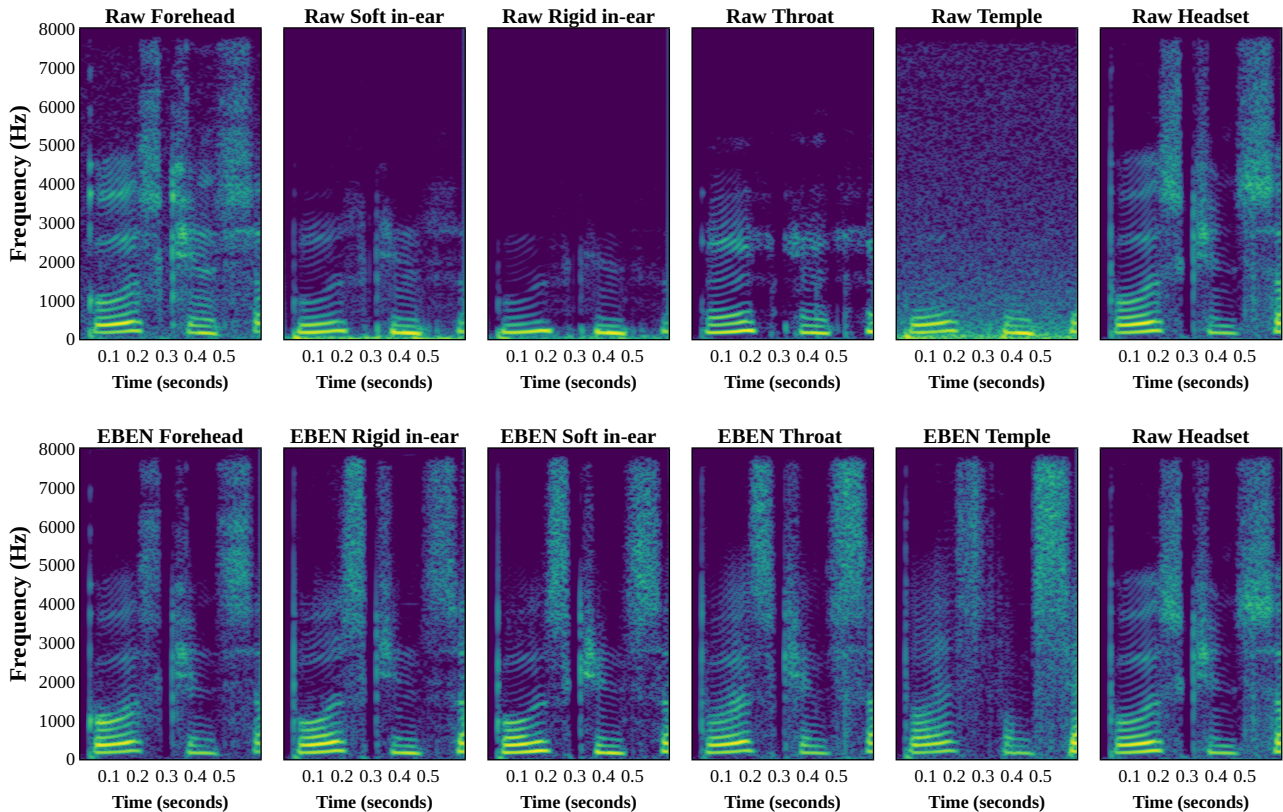 Raw Forehead Raw Soft in-ear Raw Rigid in-ear Raw Throat Raw Temple Raw Headset
8000
7000
6000
5000
4000
3000
2000
1000
0
Frequency (Hz)
0.1 0.2 0.3 0.4 0.5 0.1 0.2 0.3 0.4 0.5 0.1 0.2 0.3 0.4 0.5 0.1 0.2 0.3 0.4 0.5 0.1 0.2 0.3 0.4 0.5 0.1 0.2 0.3 0.4 0.5
Time (seconds) Time (seconds) Time (seconds) Time (seconds) Time (seconds) Time (seconds)
EBEN Forehead EBEN Rigid in-ear EBEN Soft in-ear EBEN Throat EBEN Temple Raw Headset
8000
7000
6000
5000
4000
3000
2000
1000
0
Frequency (Hz)
0.1 0.2 0.3 0.4 0.5 0.1 0.2 0.3 0.4 0.5 0.1 0.2 0.3 0.4 0.5 0.1 0.2 0.3 0.4 0.5 0.1 0.2 0.3 0.4 0.5 0.1 0.2 0.3 0.4 0.5
Time (seconds) Time (seconds) Time (seconds) Time (seconds) Time (seconds) Time (seconds)